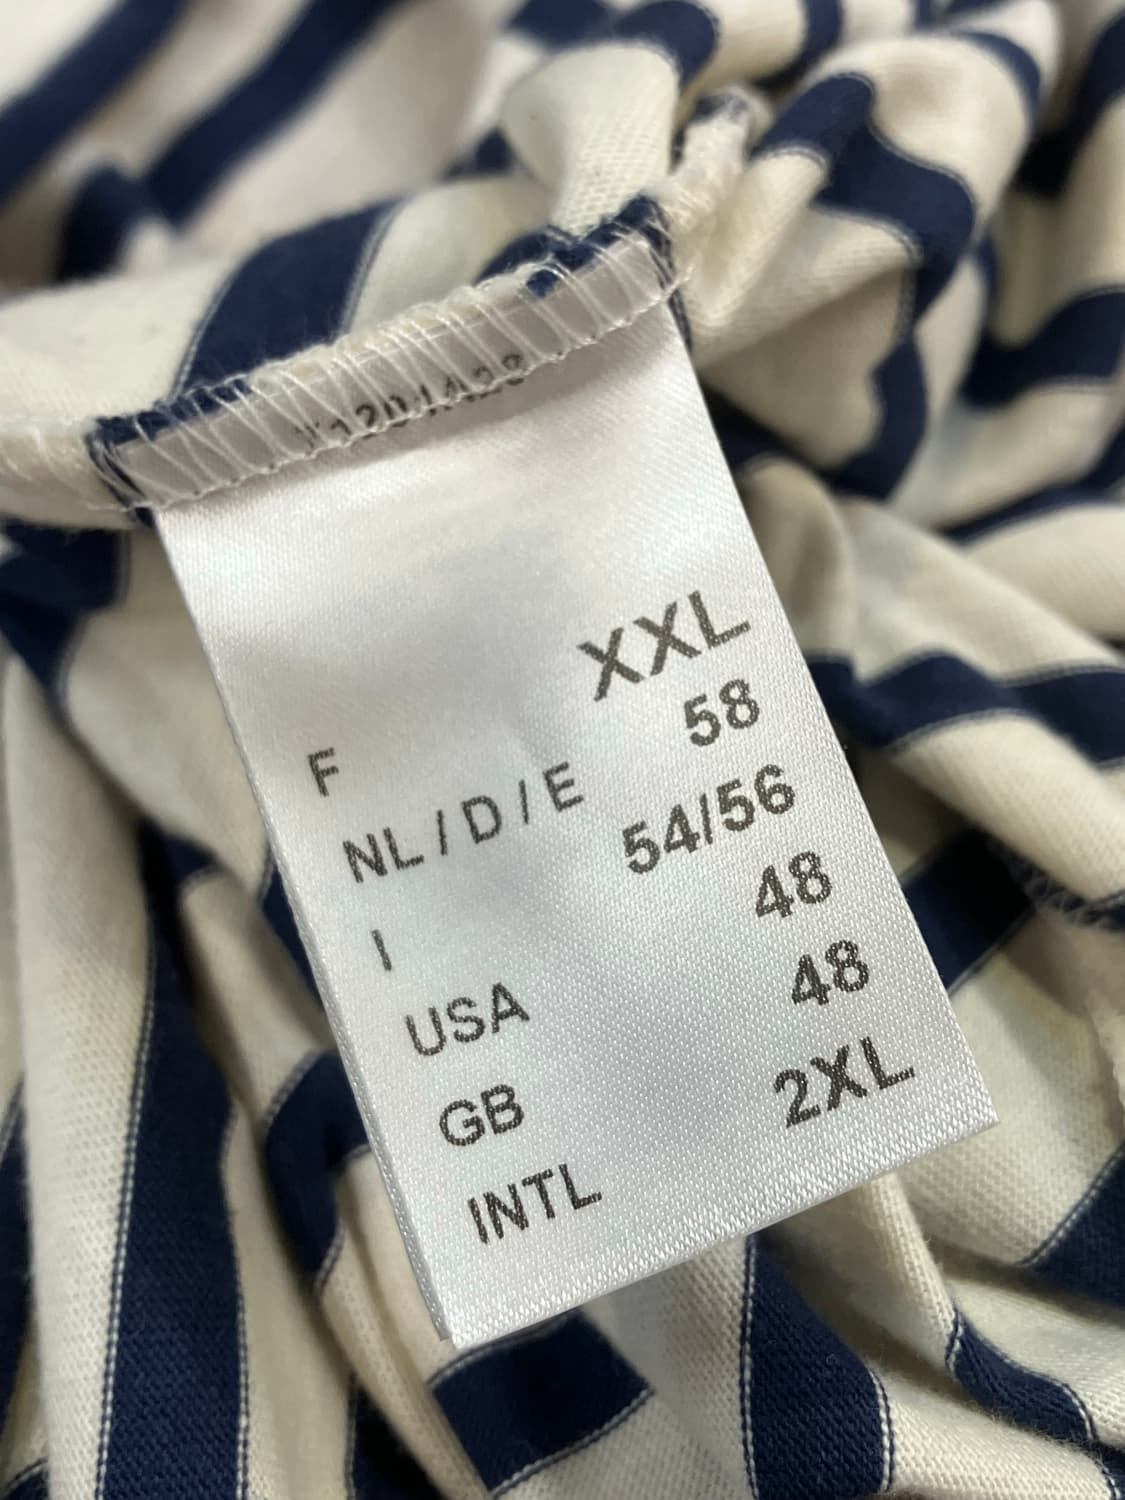 F XXL
NL / D / E 58
I 54/56
USA 48
GB 48
INTL 2XL